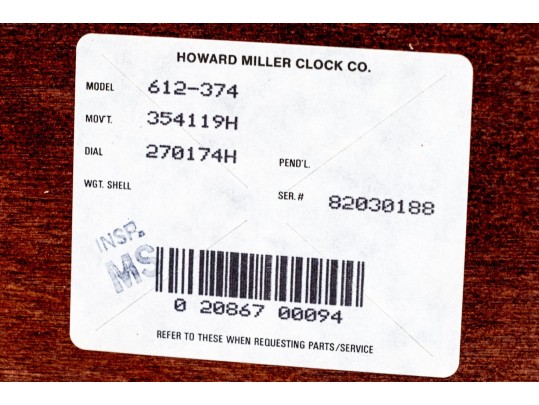 HOWARD MILLER CLOCK CO.
MODEL 612-374
MOV'T. 354119H
DIAL 270174H PEND'L.
WGT. SHELL SER.# 82030188
INSP.
MS
0 20867 00094
REFER TO THESE WHEN REQUESTING PARTS/SERVICE